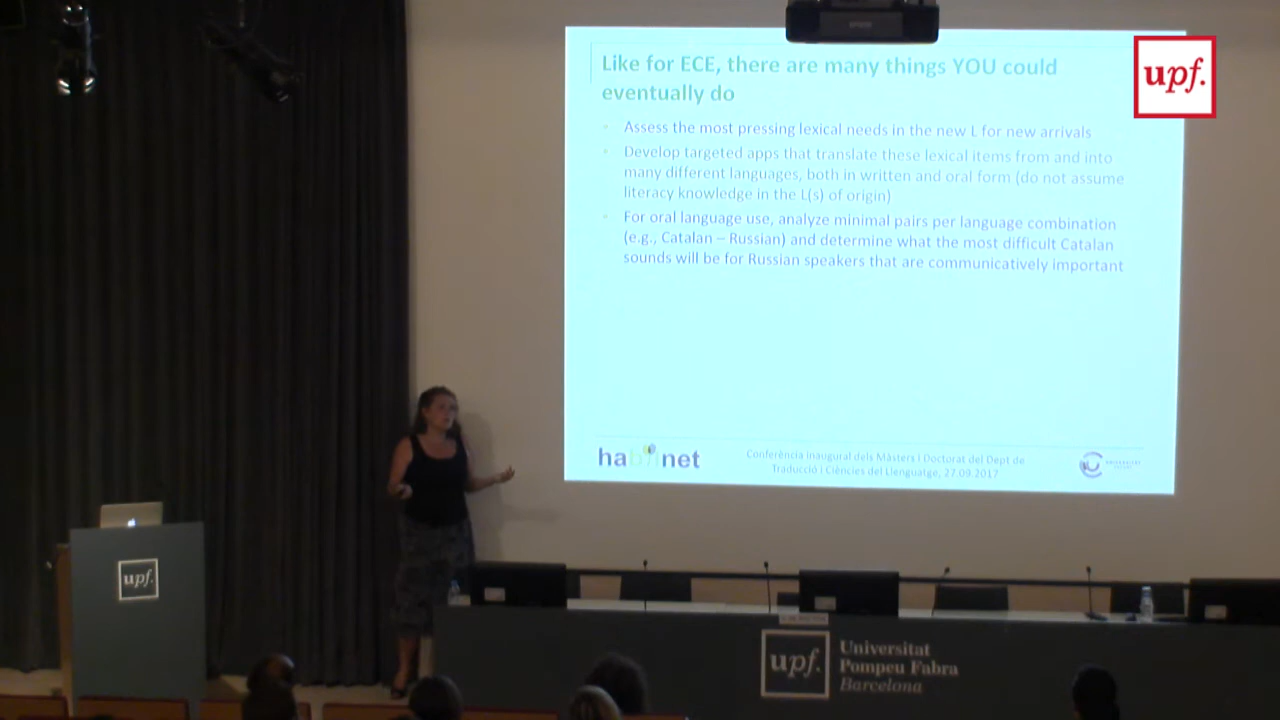 Like for ECE, there are many things YOU could
eventually do
Assess the most pressing lexical needs in the new L for new arrivals
Develop targeted apps that translate these lexical items from and into
many different languages, both in written and oral form (do not assume
literacy knowledge in the L(s) of origin)
For oral language use, analyze minimal pairs per language combination
(e.g., Catalan – Russian) and determine what the most difficult Catalan
sounds will be for Russian speakers that are communicatively important
habilnet
Conferència inaugural dels Màsters i Doctorat del Dept de
Traducció i Ciències del Llenguatge, 27.09.2017
upf.
upf.
upf.
Universitat
Pompeu Fabra
Barcelona